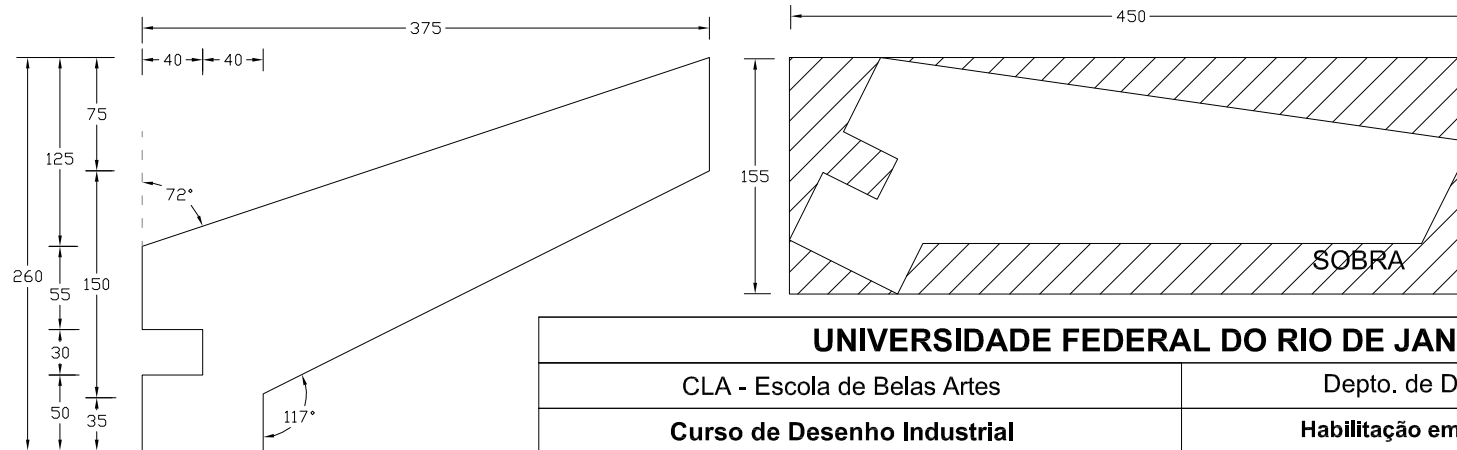 375
450
40 40
75
125
155
72°
260
150
55
SOBRA
30
UNIVERSIDADE FEDERAL DO RIO DE JAN
CLA - Escola de Belas Artes
Depto. de D
50
35
117°
Curso de Desenho Industrial
Habilitação em